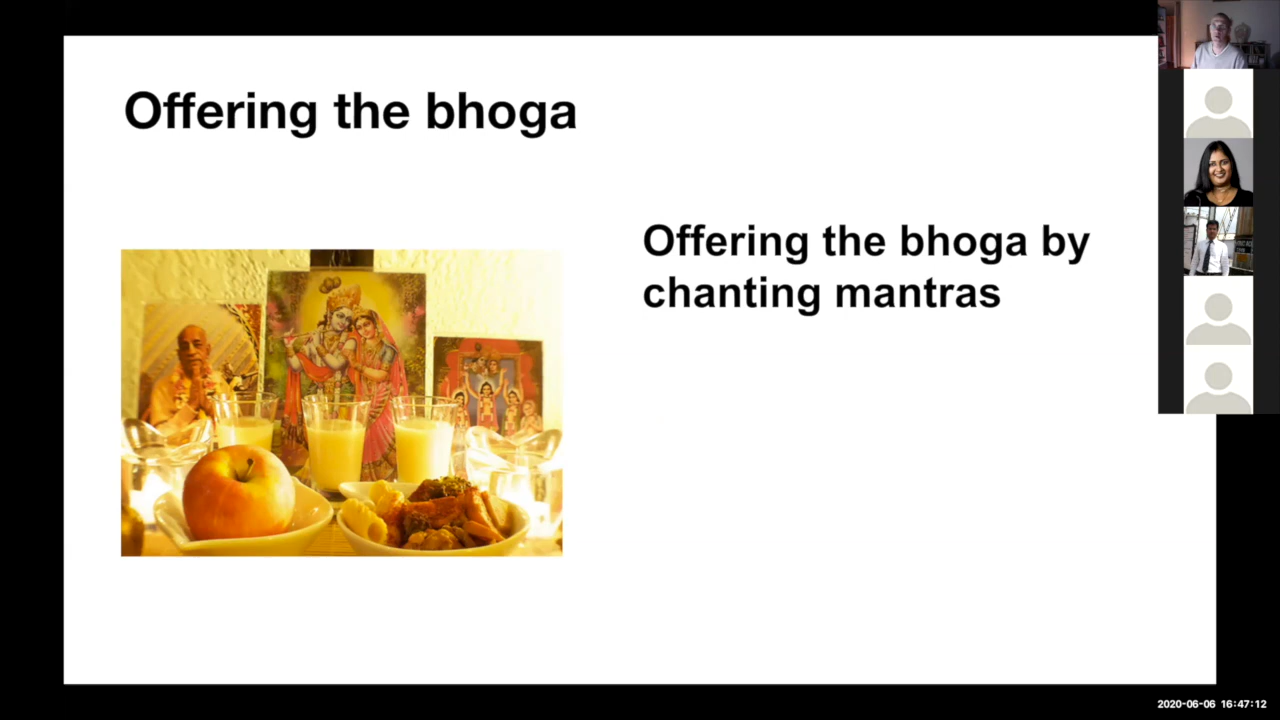 Offering the bhoga
Offering the bhoga by
chanting mantras
2020-06-06 16:47:12